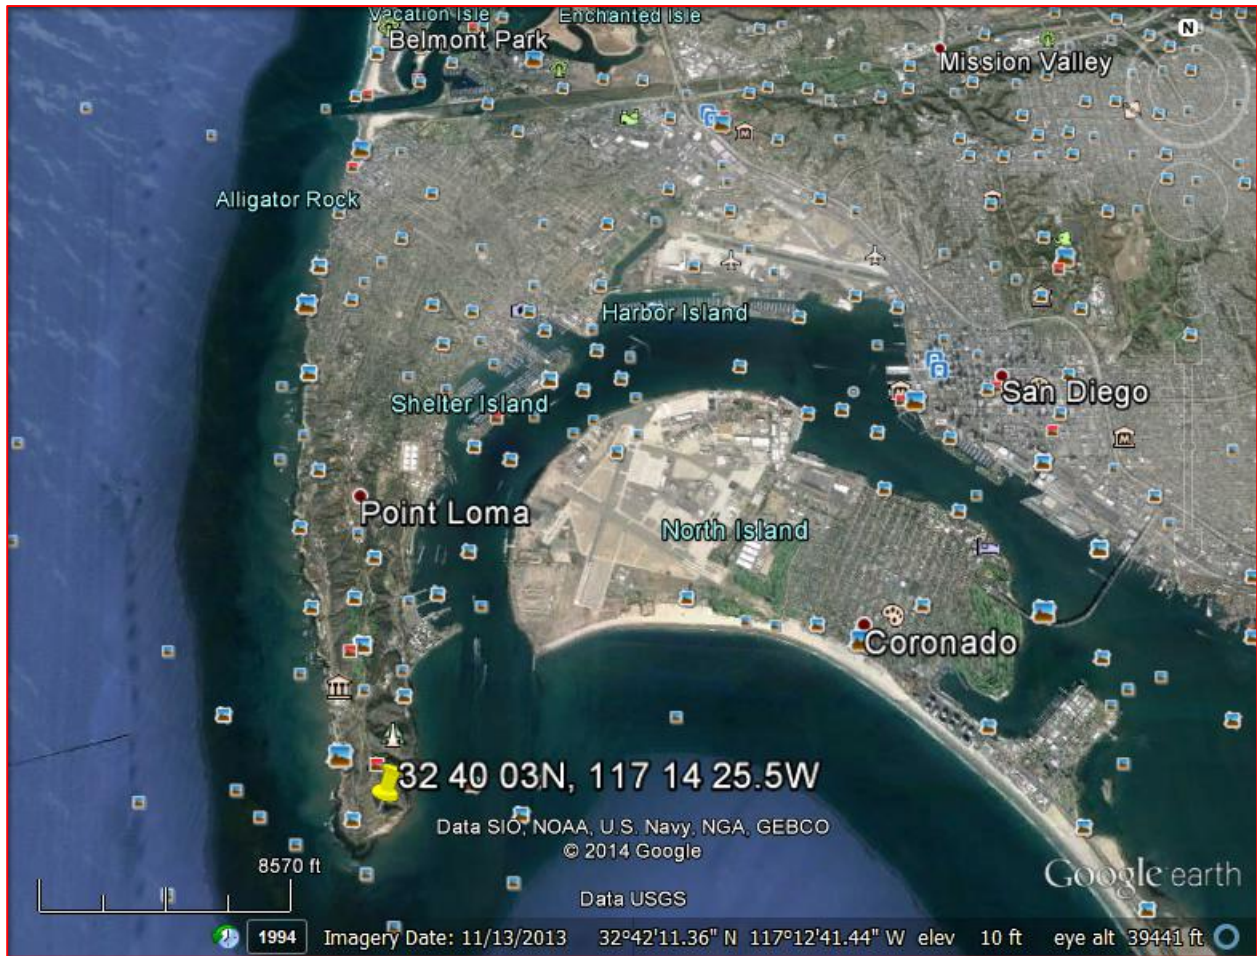 Vacation Isle
Enchanted Isle
Belmont Park
N
Mission Valley
Alligator Rock
Harbor Island
San Diego
Shelter Island
Point Loma
North Island
Coronado
32 40 03N, 117 14 25.5W
Data SIO, NOAA, U.S. Navy, NGA, GEBCO
© 2014 Google
8570 ft
Google earth
Data USGS
1994 Imagery Date: 11/13/2013 32°42'11.36" N 117°12'41.44" W elev 10 ft eye alt 39441 ft